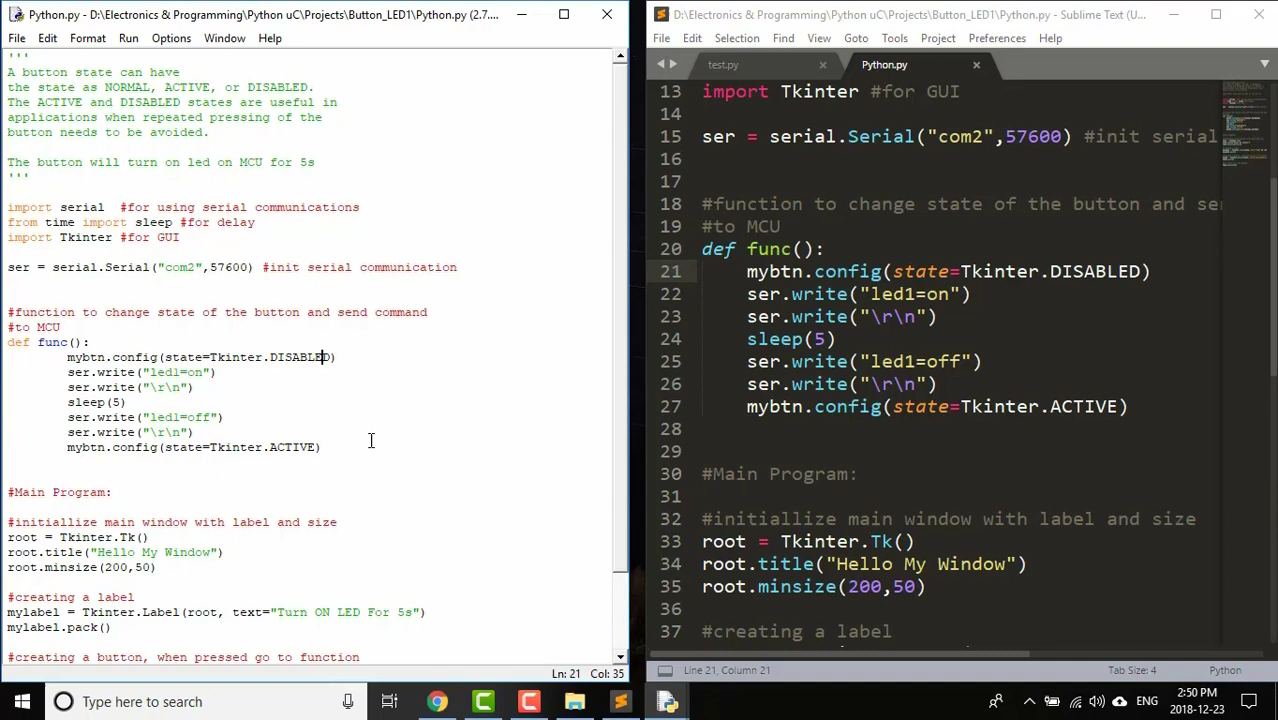 Python.py - D:\Electronics & Programming\Python uC\Projects\Button_LED1\Python.py (2.7....
File Edit Format Run Options Window Help
'''
A button state can have
the state as NORMAL, ACTIVE, or DISABLED.
The ACTIVE and DISABLED states are useful in
applications when repeated pressing of the
button needs to be avoided.
The button will turn on led on MCU for 5s
'''
import serial  #for using serial communications
from time import sleep #for delay
import Tkinter #for GUI
ser = serial.Serial("com2",57600) #init serial communication
#function to change state of the button and send command
#to MCU
def func():
        mybtn.config(state=Tkinter.DISABLED)
        ser.write("led1=on")
        ser.write("\r\n")
        sleep(5)
        ser.write("led1=off")
        ser.write("\r\n")
        mybtn.config(state=Tkinter.ACTIVE)
#Main Program:
#initiallize main window with label and size
root = Tkinter.Tk()
root.title("Hello My Window")
root.minsize(200,50)
#creating a label
mylabel = Tkinter.Label(root, text="Turn ON LED For 5s")
mylabel.pack()
#creating a button, when pressed go to function
Ln: 21 Col: 35
D:\Electronics & Programming\Python uC\Projects\Button_LED1\Python.py - Sublime Text (U...
File Edit Selection Find View Goto Tools Project Preferences Help
test.py Python.py
13 import Tkinter #for GUI
14
15 ser = serial.Serial("com2",57600) #init serial
16
17
18 #function to change state of the button and se
19 #to MCU
20 def func():
21     mybtn.config(state=Tkinter.DISABLED)
22     ser.write("led1=on")
23     ser.write("\r\n")
24     sleep(5)
25     ser.write("led1=off")
26     ser.write("\r\n")
27     mybtn.config(state=Tkinter.ACTIVE)
28
29
30 #Main Program:
31
32 #initiallize main window with label and size
33 root = Tkinter.Tk()
34 root.title("Hello My Window")
35 root.minsize(200,50)
36
37 #creating a label
Line 21, Column 21 Tab Size: 4 Python
Type here to search
ENG
2:50 PM
2018-12-23